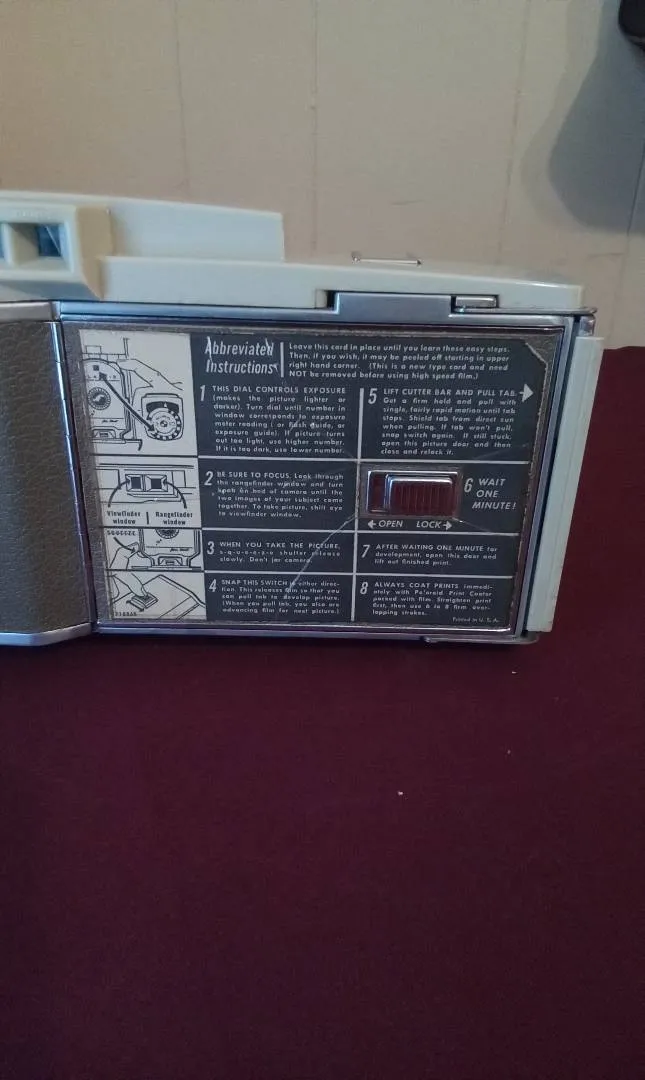 Abbreviated
Instructions
Leave this card in place until you learn these easy steps.
Then, if you wish, it may be peeled off starting in upper
right hand corner. (This is a new type card and need
NOT be removed before using high speed film.)
1 THIS DIAL CONTROLS EXPOSURE
(makes the picture lighter or
darker). Turn dial until number in
window corresponds to exposure
meter reading (or flash guide, or
exposure guide). If picture turns
out too light, use higher number.
If it is too dark, use lower number.
Viewfinder window
Rangefinder window
2 BE SURE TO FOCUS. Look through
the rangefinder window and turn
knob on bed of camera until the
two images of your subject come
together. To take picture, shift eye
to viewfinder window.
SQUEEZE
3 WHEN YOU TAKE THE PICTURE,
s-q-u-e-e-z-e shutter release
slowly. Don't jar camera.
4 SNAP THIS SWITCH in either direc-
tion. This releases film so that you
can pull tab to develop picture.
(When you pull tab, you also are
advancing film for next picture.)
5 LIFT CUTTER BAR AND PULL TAB.
Get a firm hold and pull with
single, fairly rapid motion until tab
stops. Shield tab from direct sun
when pulling. If tab won't pull,
snap switch again. If still stuck,
open this picture door and then
close and relock it.
6 WAIT
ONE
MINUTE!
← OPEN LOCK →
7 AFTER WAITING ONE MINUTE for
development, open this door and
lift out finished print.
8 ALWAYS COAT PRINTS immedi-
ately with Polaroid Print Coater
packed with film. Straighten print
first, then use 6 to 8 firm over-
lapping strokes.
Printed in U. S. A.